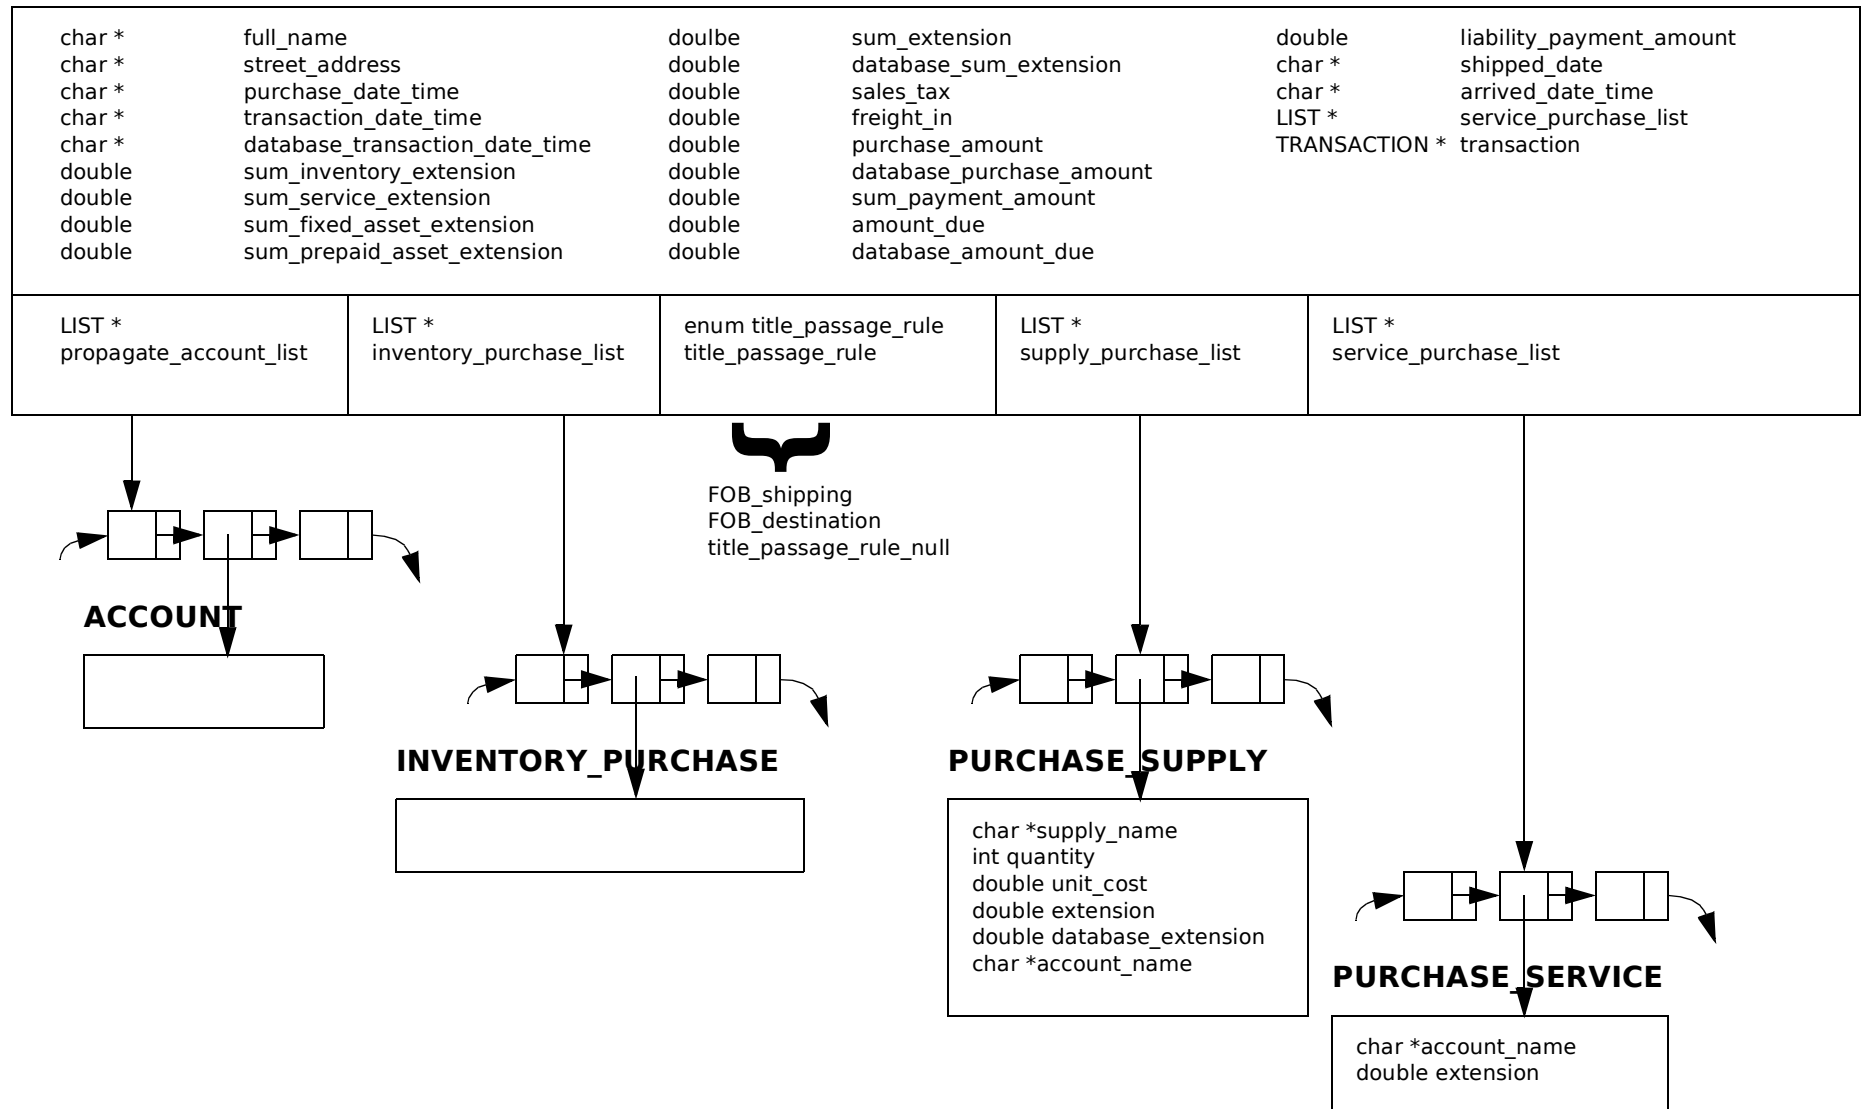 char * full_name doulbe sum_extension double liability_payment_amount
char * street_address double database_sum_extension char * shipped_date
char * purchase_date_time double sales_tax char * arrived_date_time
char * transaction_date_time double freight_in LIST * service_purchase_list
char * database_transaction_date_time double purchase_amount TRANSACTION * transaction
double sum_inventory_extension double database_purchase_amount
double sum_service_extension double sum_payment_amount
double sum_fixed_asset_extension double amount_due
double sum_prepaid_asset_extension double database_amount_due
LIST *
propagate_account_list
LIST *
inventory_purchase_list
enum title_passage_rule
title_passage_rule
LIST *
supply_purchase_list
LIST *
service_purchase_list
}
FOB_shipping
FOB_destination
title_passage_rule_null
ACCOUNT
INVENTORY_PURCHASE
PURCHASE_SUPPLY
char *supply_name
int quantity
double unit_cost
double extension
double database_extension
char *account_name
PURCHASE_SERVICE
char *account_name
double extension